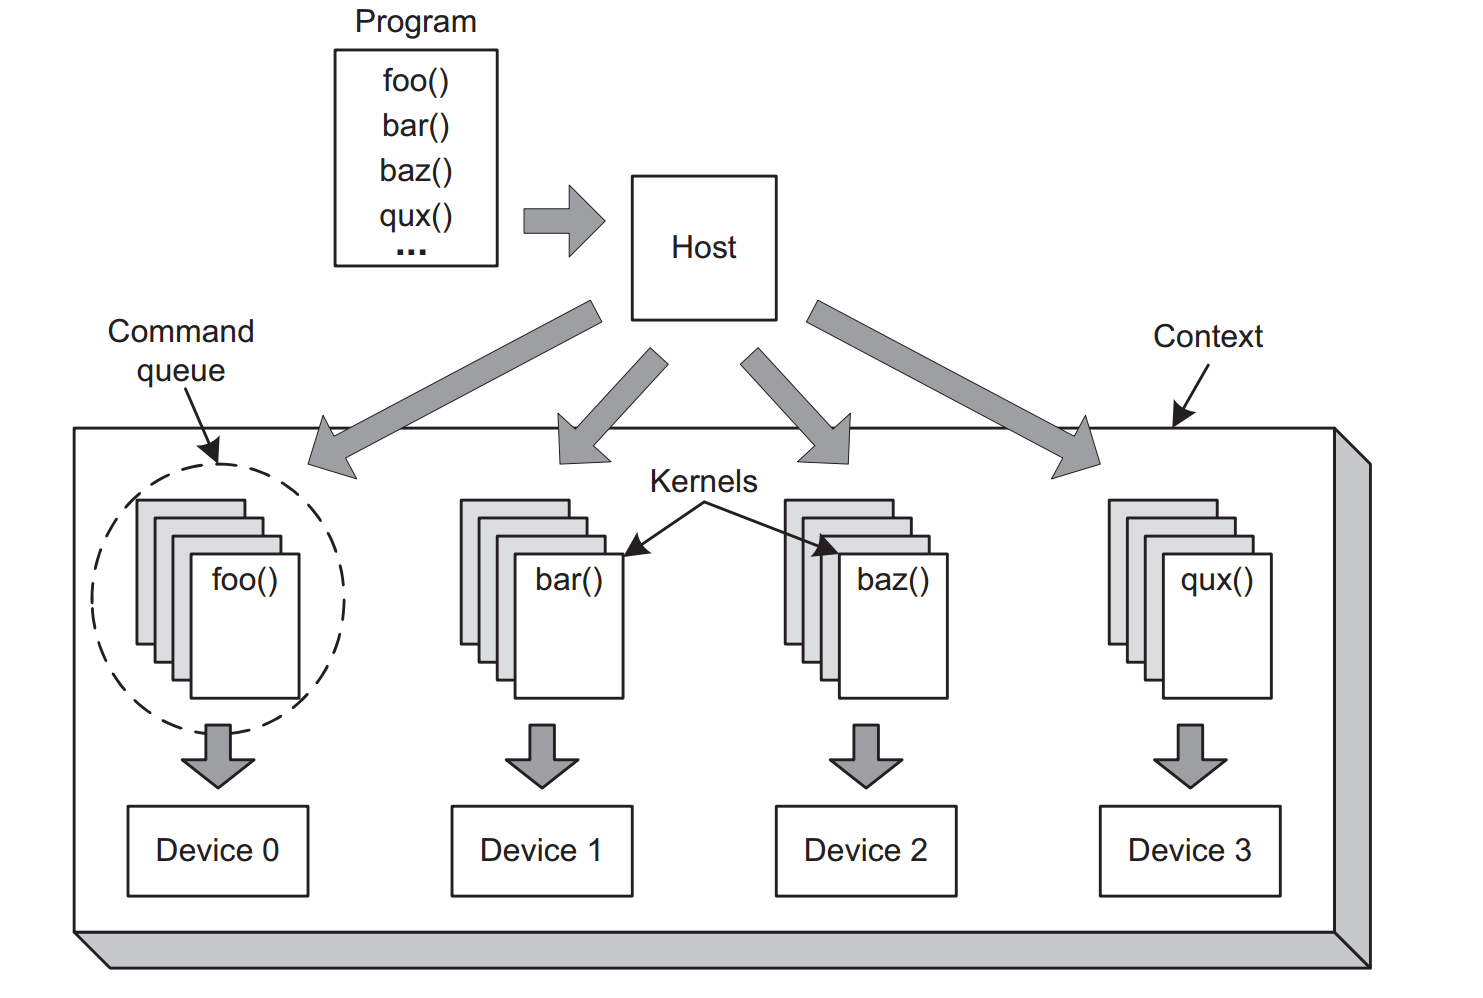 Program
foo()
bar()
baz()
qux()
...
Host
Command
queue
Context
Kernels
foo()
bar()
baz()
qux()
Device 0
Device 1
Device 2
Device 3